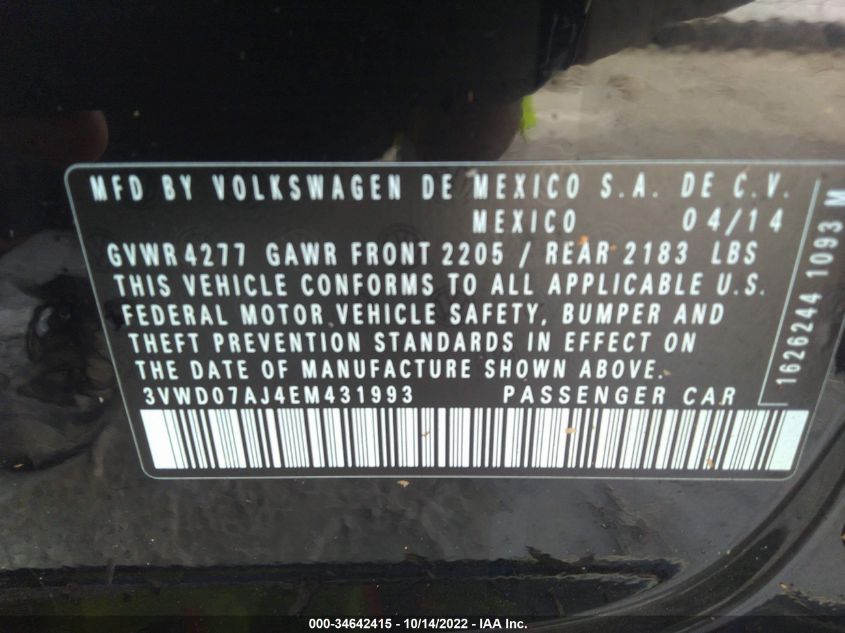 MFD BY VOLKSWAGEN DE MEXICO S.A. DE C.V.
MEXICO 04/14
GVWR 4277 GAWR FRONT 2205 / REAR 2183 LBS
THIS VEHICLE CONFORMS TO ALL APPLICABLE U.S.
FEDERAL MOTOR VEHICLE SAFETY, BUMPER AND
THEFT PREVENTION STANDARDS IN EFFECT ON
THE DATE OF MANUFACTURE SHOWN ABOVE.
3VWD07AJ4EM431993 PASSENGER CAR
1626244 1093 M
000-34642415 - 10/14/2022 - IAA Inc.